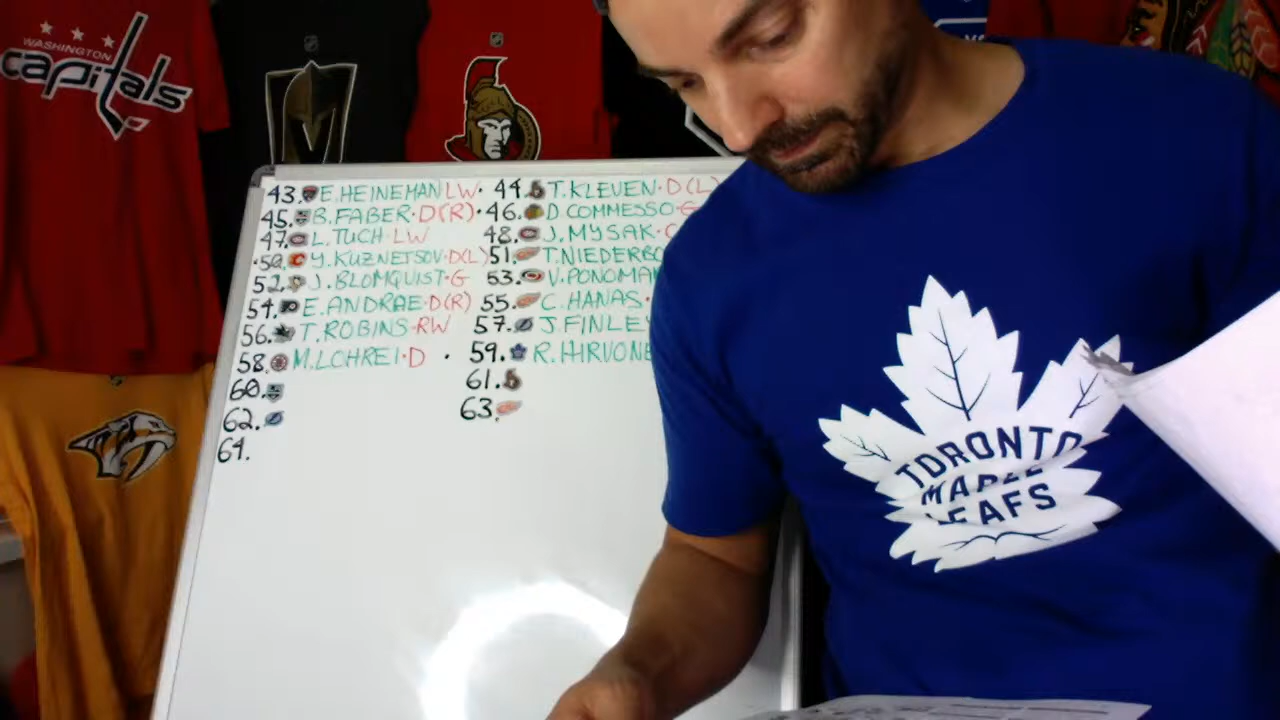 WASHINGTON
capitals
43. E. HEINEMAN LW · 44. T. KLEVEN · D(L)
45. B. FABER · D(R) · 46. D. COMMESSO · G
47. L. TUCH · LW 48. J. MYSAK · C
·50. Y. KUZNETSOV · D(L) 51. T. NIEDERBO
52. J. BLOMQUIST · G 53. V. PONOMA
54. E. ANDRAE · D(R) 55. C. HANAS ·
56. T. ROBINS · RW 57. J. FINLEY
58. M. LOHREI · D · 59. R. HIRVONE
60. 61.
62. 63.
64.
TORONTO
MAPLE
LEAFS